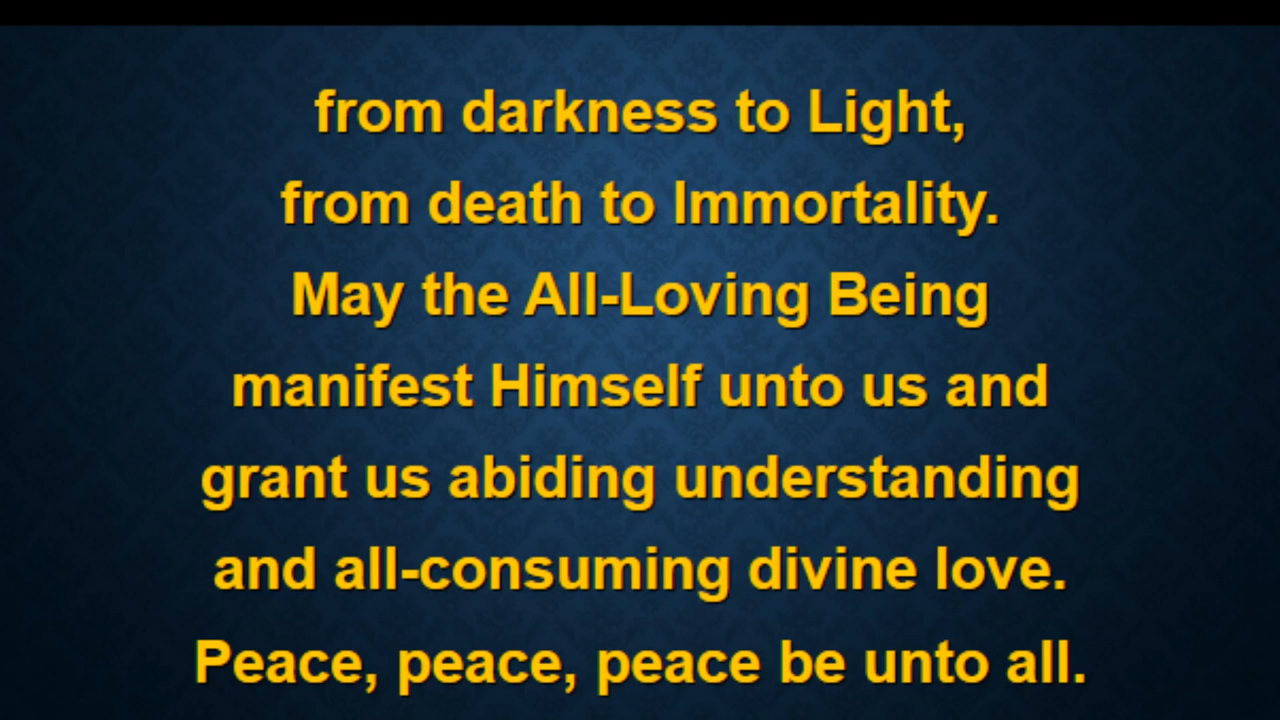 from darkness to Light,
from death to Immortality.
May the All-Loving Being
manifest Himself unto us and
grant us abiding understanding
and all-consuming divine love.
Peace, peace, peace be unto all.